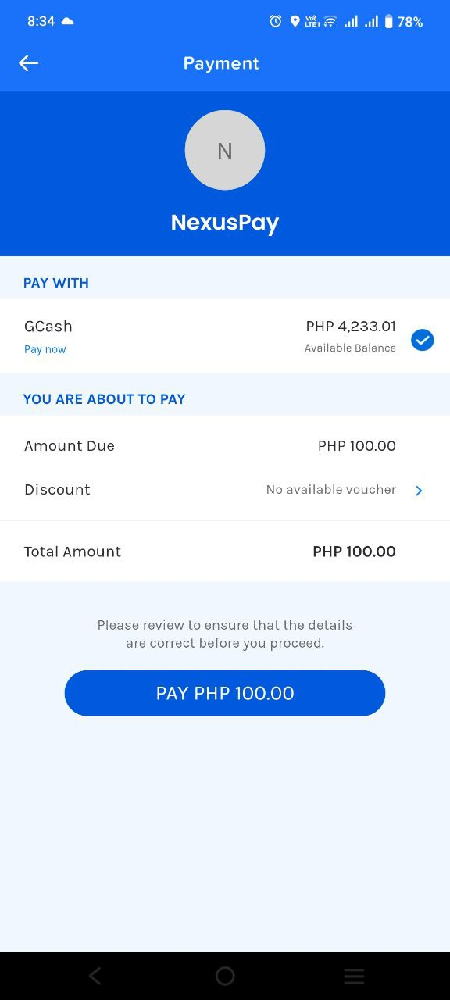 8:34
Vol) LTE1
78%
Payment
N
NexusPay
PAY WITH
GCash
PHP 4,233.01
Pay now
Available Balance
YOU ARE ABOUT TO PAY
Amount Due
PHP 100.00
Discount
No available voucher
Total Amount
PHP 100.00
Please review to ensure that the details
are correct before you proceed.
PAY PHP 100.00